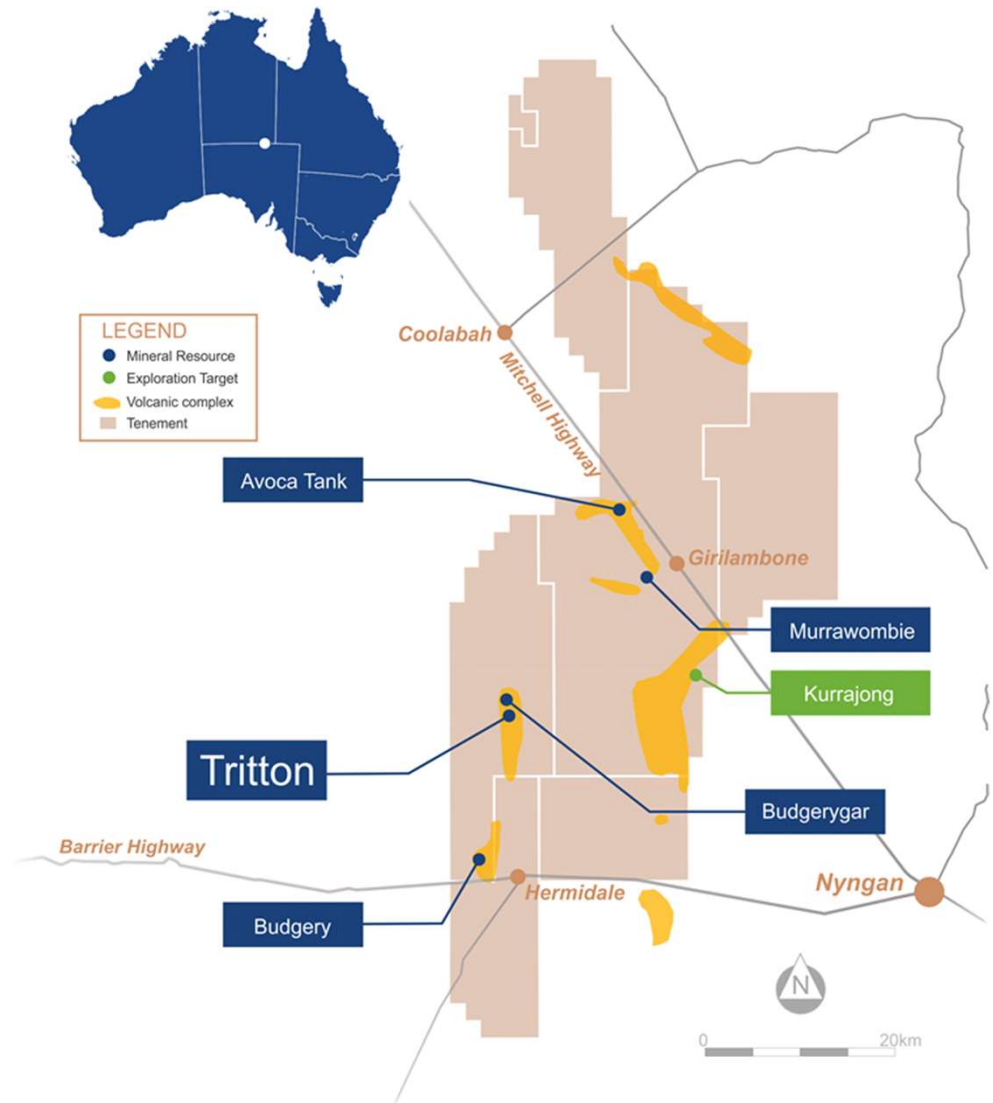 LEGEND
Mineral Resource
Exploration Target
Volcanic complex
Tenement
Coolabah
Mitchell Highway
Avoca Tank
Girilambone
Murrawombie
Kurrajong
Tritton
Budgerygar
Barrier Highway
Nyngan
Hermidale
Budgery
N
0 20km